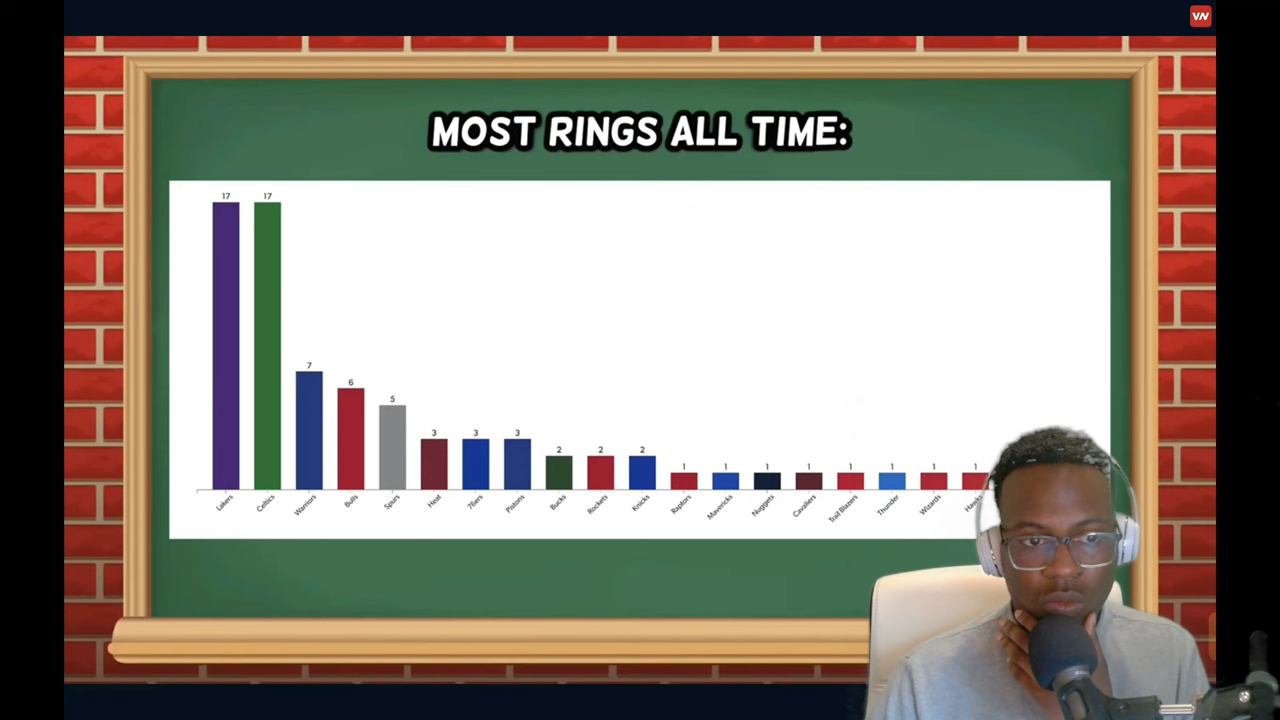 VN
MOST RINGS ALL TIME:
17 17 7 6 5 3 3 3 2 2 2 1 1 1 1 1 1 1 1
Lakers Celtics Warriors Bulls Spurs Heat 76ers Pistons Bucks Rockets Knicks Raptors Mavericks Nuggets Cavaliers Trail Blazers Thunder Wizards Hawks